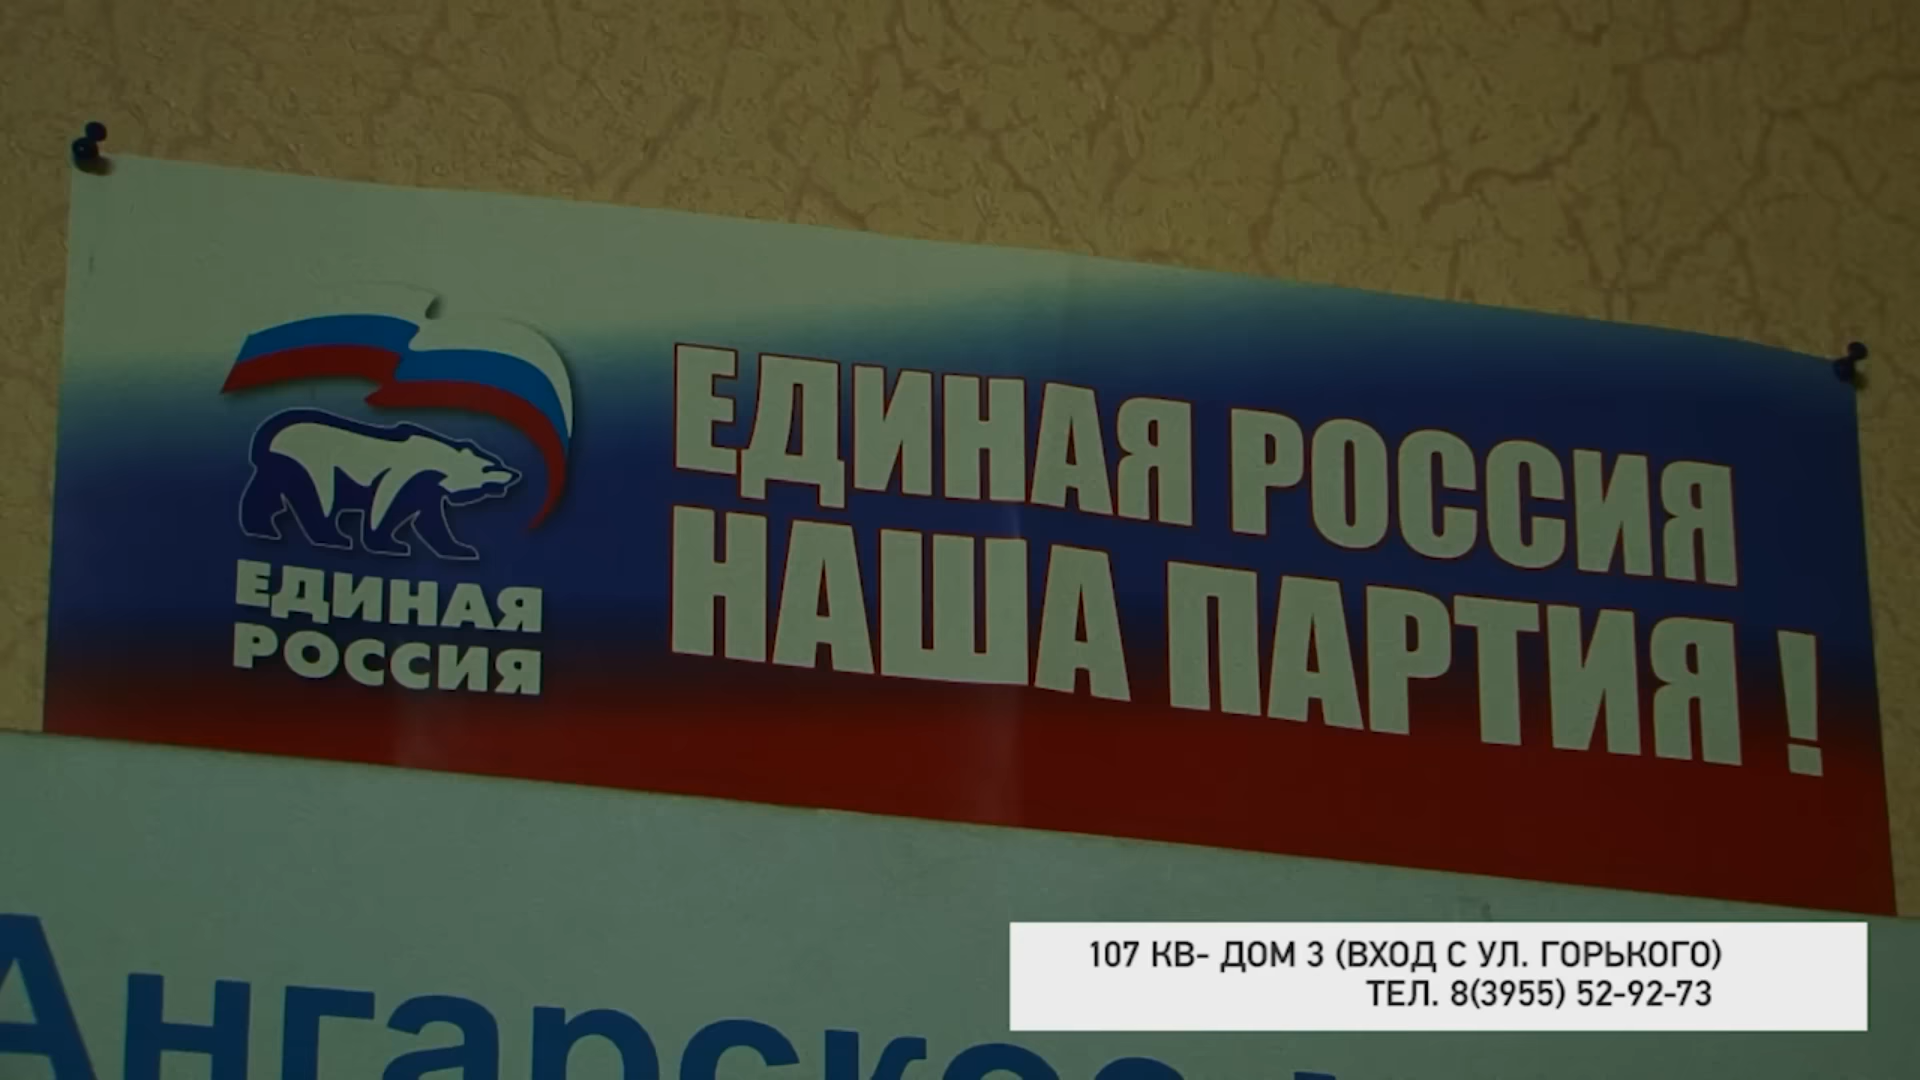 ЕДИНАЯ РОССИЯ
НАША ПАРТИЯ !
ЕДИНАЯ
РОССИЯ
Ангарское
107 КВ- ДОМ 3 (ВХОД С УЛ. ГОРЬКОГО)
ТЕЛ. 8(3955) 52-92-73